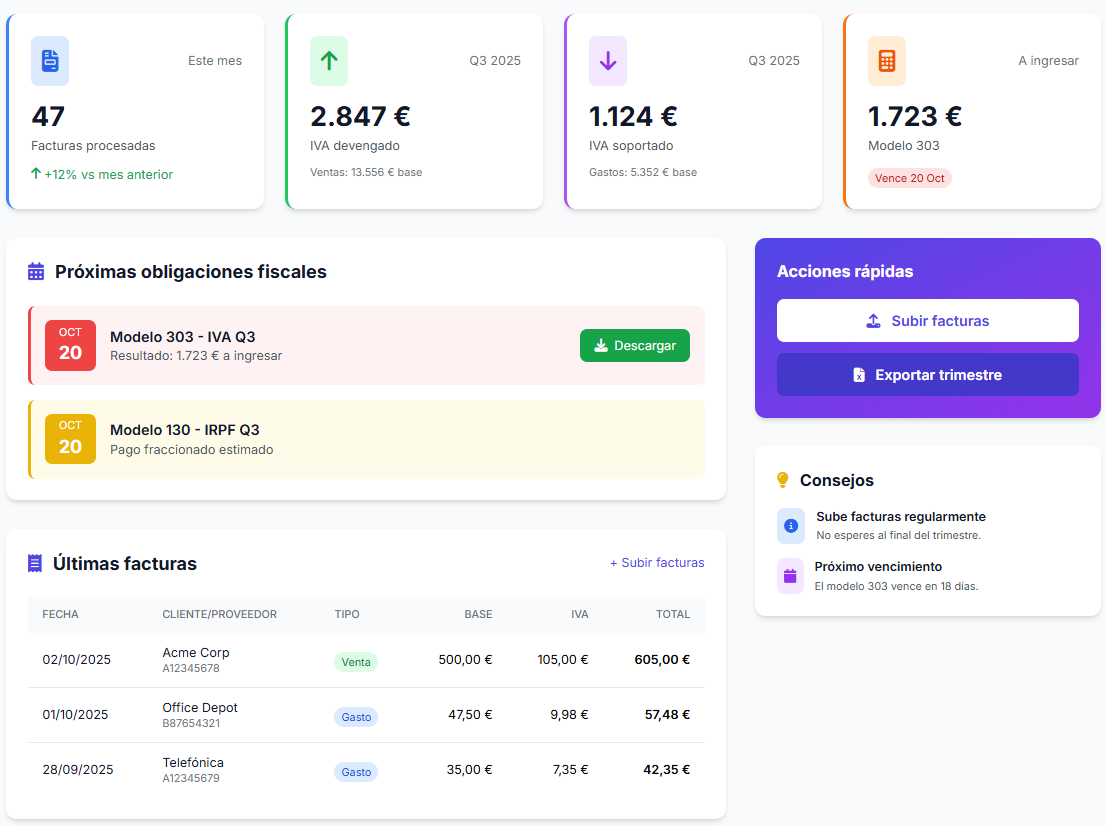 Este mes
47
Facturas procesadas
+12% vs mes anterior
Q3 2025
2.847 €
IVA devengado
Ventas: 13.556 € base
Q3 2025
1.124 €
IVA soportado
Gastos: 5.352 € base
A ingresar
1.723 €
Modelo 303
Vence 20 Oct
Próximas obligaciones fiscales
OCT
20
Modelo 303 - IVA Q3
Resultado: 1.723 € a ingresar
Descargar
OCT
20
Modelo 130 - IRPF Q3
Pago fraccionado estimado
Acciones rápidas
Subir facturas
Exportar trimestre
Consejos
Sube facturas regularmente
No esperes al final del trimestre.
Próximo vencimiento
El modelo 303 vence en 18 días.
Últimas facturas
+ Subir facturas
FECHA CLIENTE/PROVEEDOR TIPO BASE IVA TOTAL
02/10/2025 Acme Corp Venta 500,00 € 105,00 € 605,00 €
A12345678
01/10/2025 Office Depot Gasto 47,50 € 9,98 € 57,48 €
B87654321
28/09/2025 Telefónica Gasto 35,00 € 7,35 € 42,35 €
A12345679